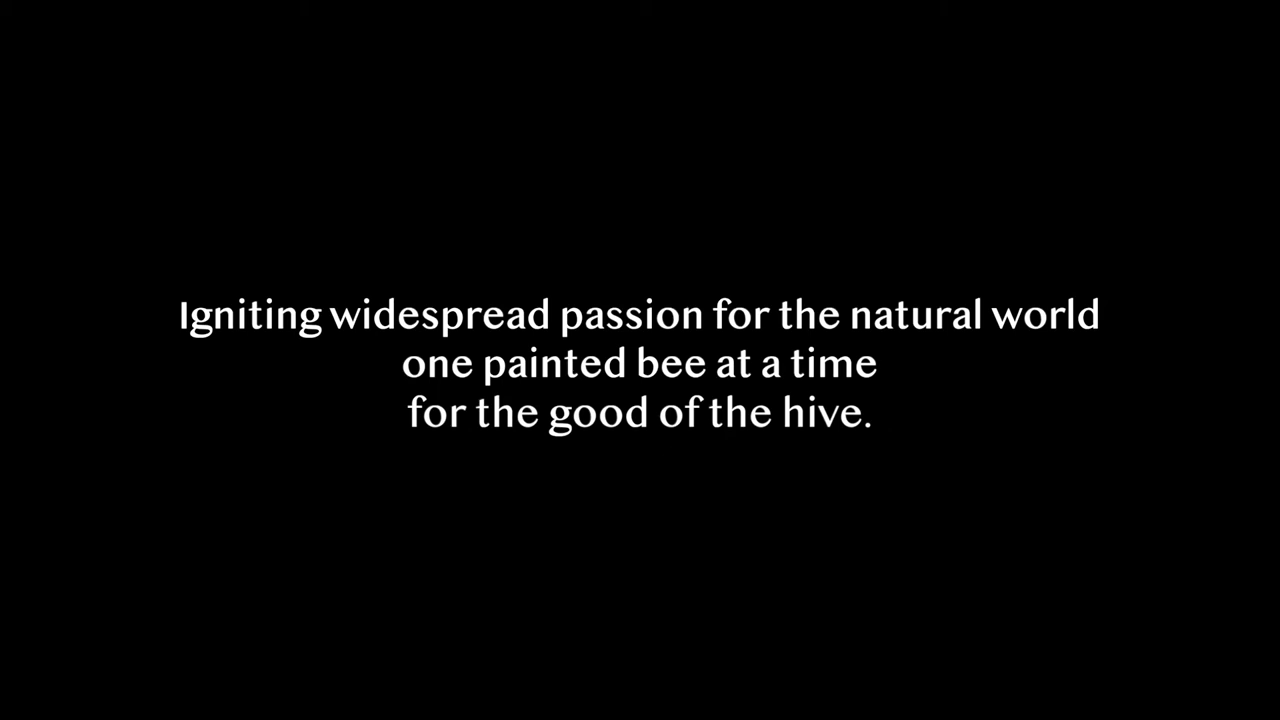 Igniting widespread passion for the natural world
one painted bee at a time
for the good of the hive.